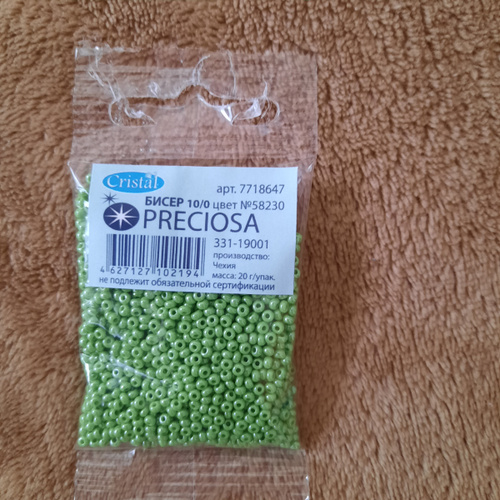 Cristal
арт. 7718647
БИСЕР 10/0 цвет №58230
PRECIOSA
331-19001
производство:
Чехия
масса: 20 г/упак.
4 627127 102194
не подлежит обязательной сертификации